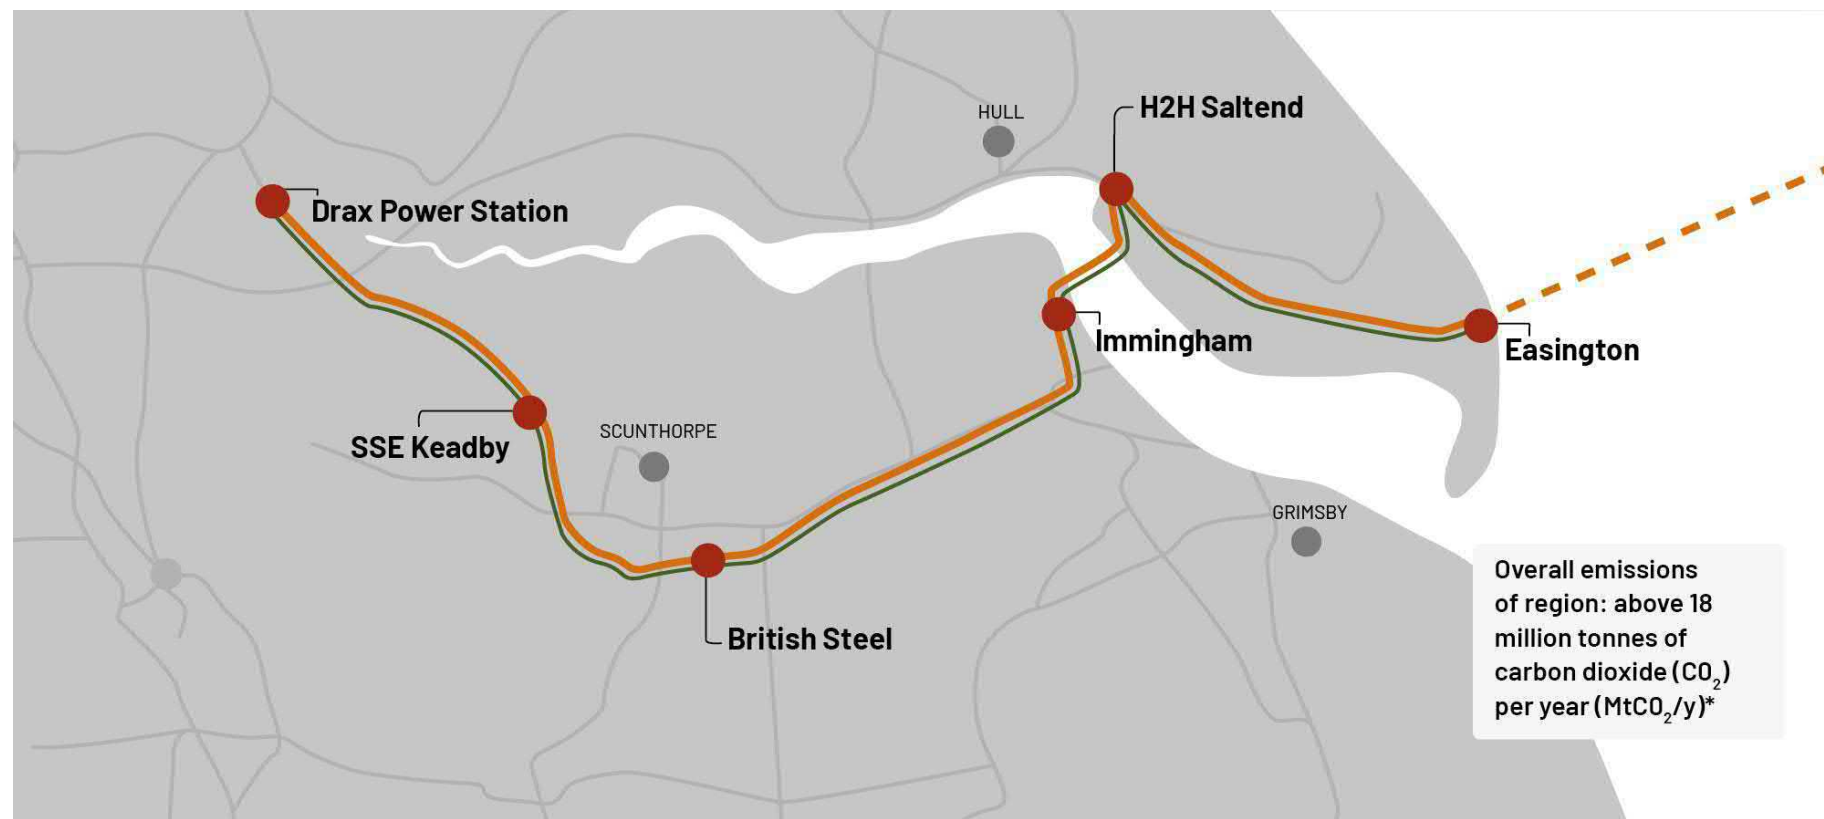 HULL
H2H Saltend
Drax Power Station
Immingham
Easington
SCUNTHORPE
SSE Keadby
GRIMSBY
British Steel
Overall emissions
of region: above 18
million tonnes of
carbon dioxide (CO₂)
per year (MtCO₂/y)*